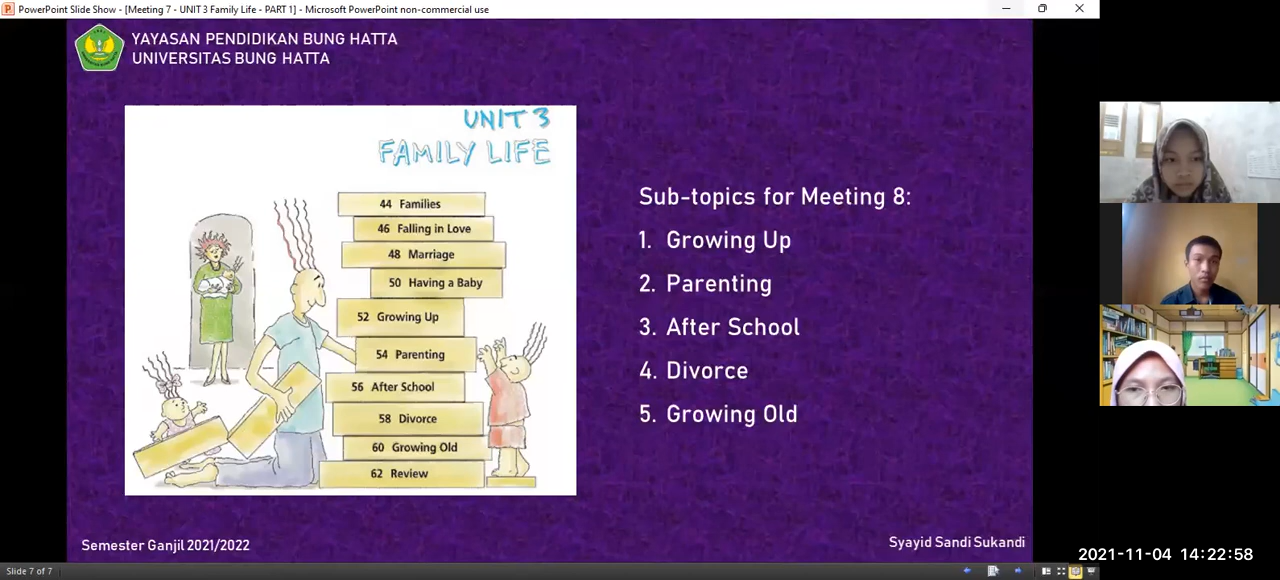 PowerPoint Slide Show - [Meeting 7 - UNIT 3 Family Life - PART 1] - Microsoft PowerPoint non-commercial use
YAYASAN PENDIDIKAN BUNG HATTA
UNIVERSITAS BUNG HATTA
UNIT 3
FAMILY LIFE
44 Families
46 Falling in Love
48 Marriage
50 Having a Baby
52 Growing Up
54 Parenting
56 After School
58 Divorce
60 Growing Old
62 Review
Sub-topics for Meeting 8:
1. Growing Up
2. Parenting
3. After School
4. Divorce
5. Growing Old
Semester Ganjil 2021/2022
Syayid Sandi Sukandi
2021-11-04 14:22:58
Slide 7 of 7